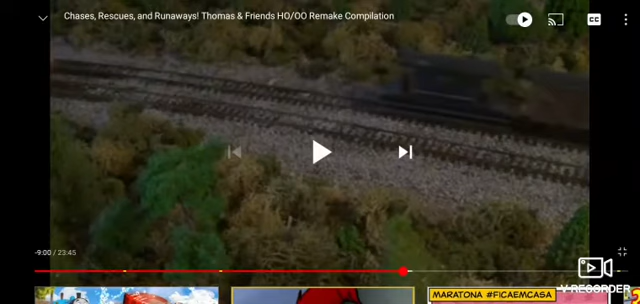 Chases, Rescues, and Runaways! Thomas & Friends HO/OO Remake Compilation
CC
-9:00 / 23:45
V RECORDER
MARATONA #FICAEMCASA